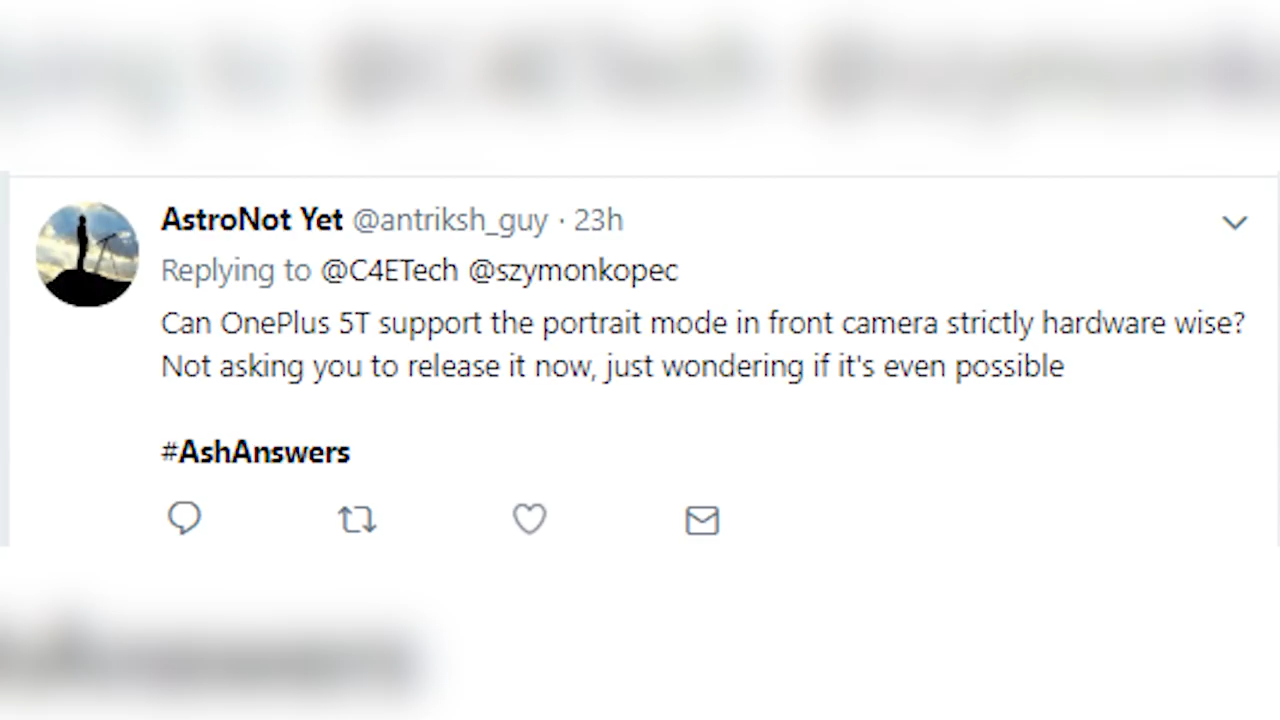 AstroNot Yet @antriksh_guy · 23h
Replying to @C4ETech @szymonkopec
Can OnePlus 5T support the portrait mode in front camera strictly hardware wise?
Not asking you to release it now, just wondering if it's even possible
#AshAnswers